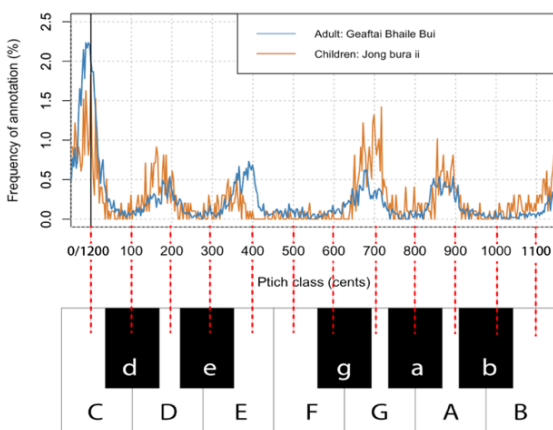 Frequency of annotation (%)
2.5
2.0
1.5
1.0
0.5
0.0
Adult: Geaftai Bhaile Bui
Children: Jong bura ii
0/1200 100 200 300 400 500 600 700 800 900 1000 1100
Ptich class (cents)
d e g a b
C D E F G A B